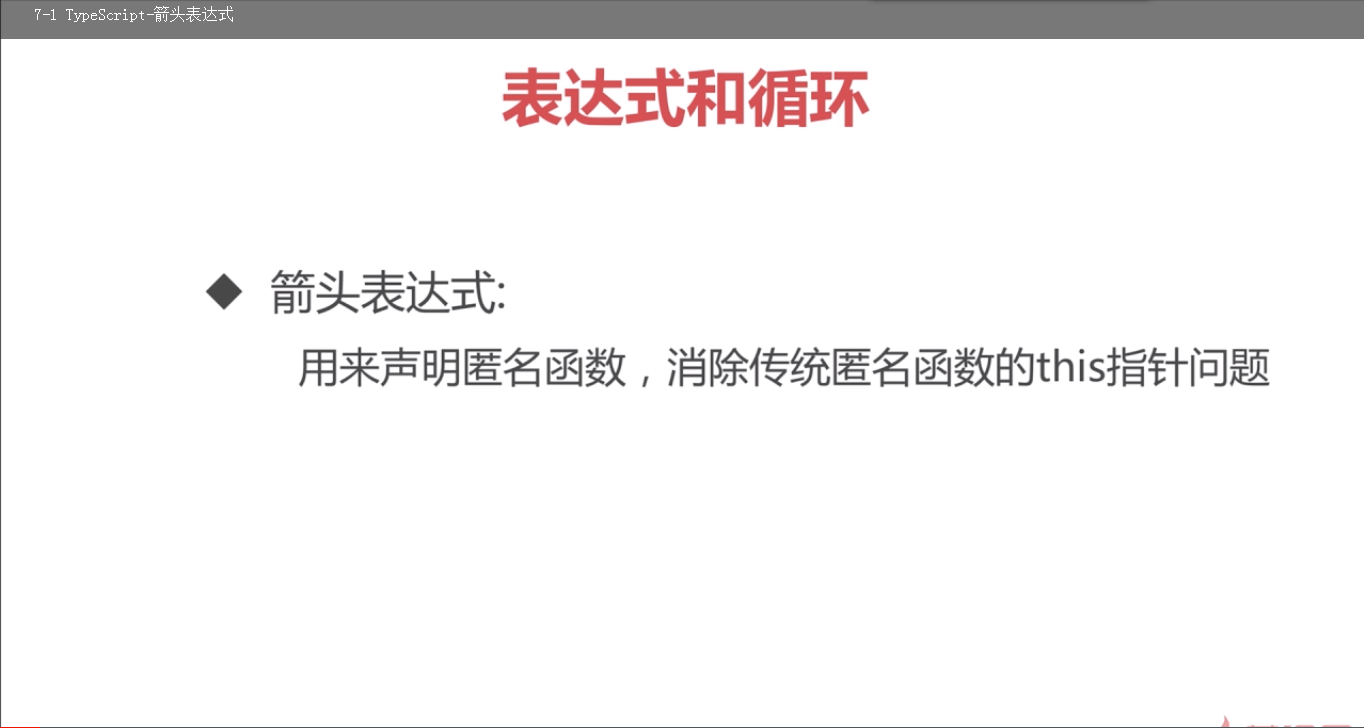 7-1 TypeScript-箭头表达式
表达式和循环
◆ 箭头表达式:
用来声明匿名函数，消除传统匿名函数的this指针问题